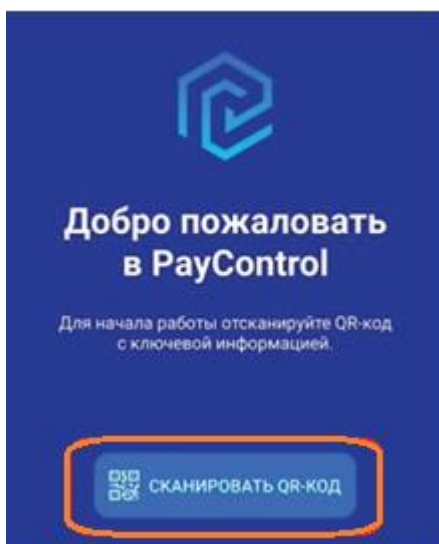 Добро пожаловать
в PayControl
Для начала работы отсканируйте QR-код
с ключевой информацией.
СКАНИРОВАТЬ QR-КОД